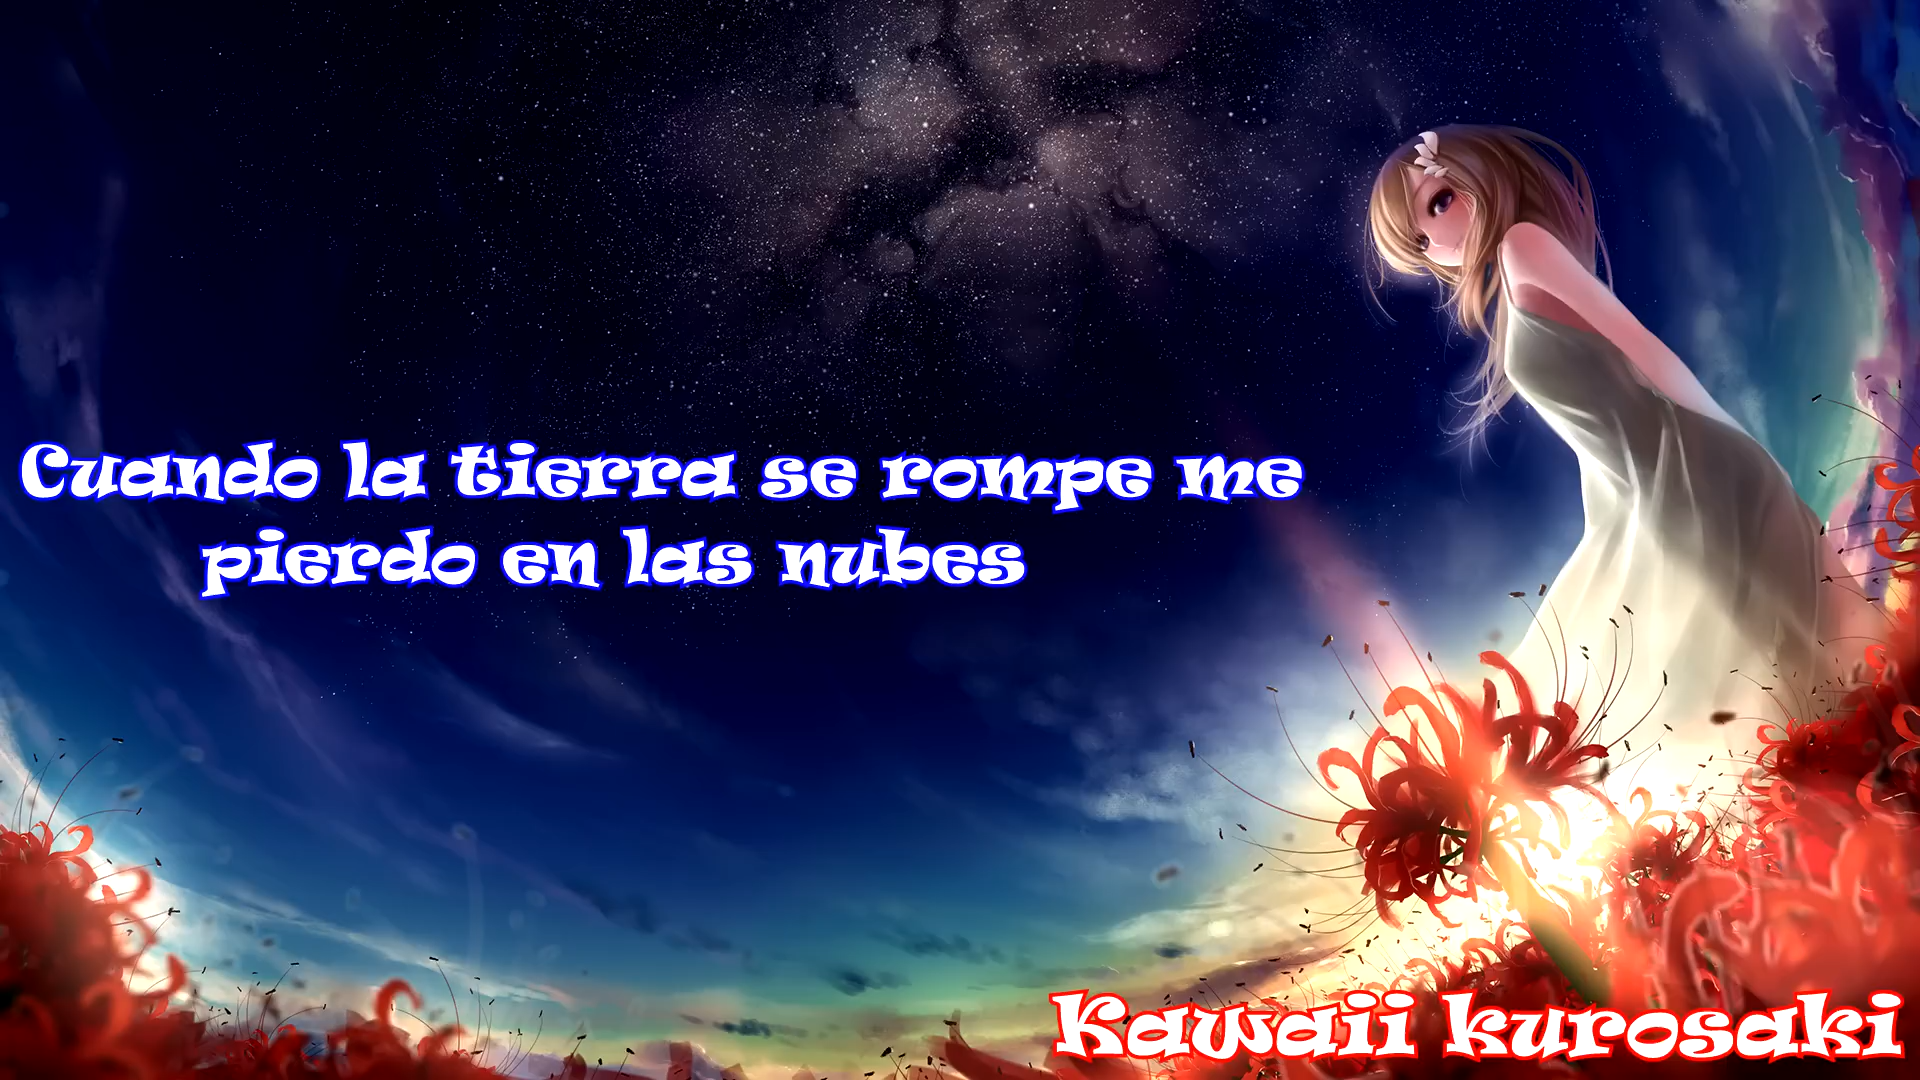 Cuando la tierra se rompe me
pierdo en las nubes
Kawaii kurosaki